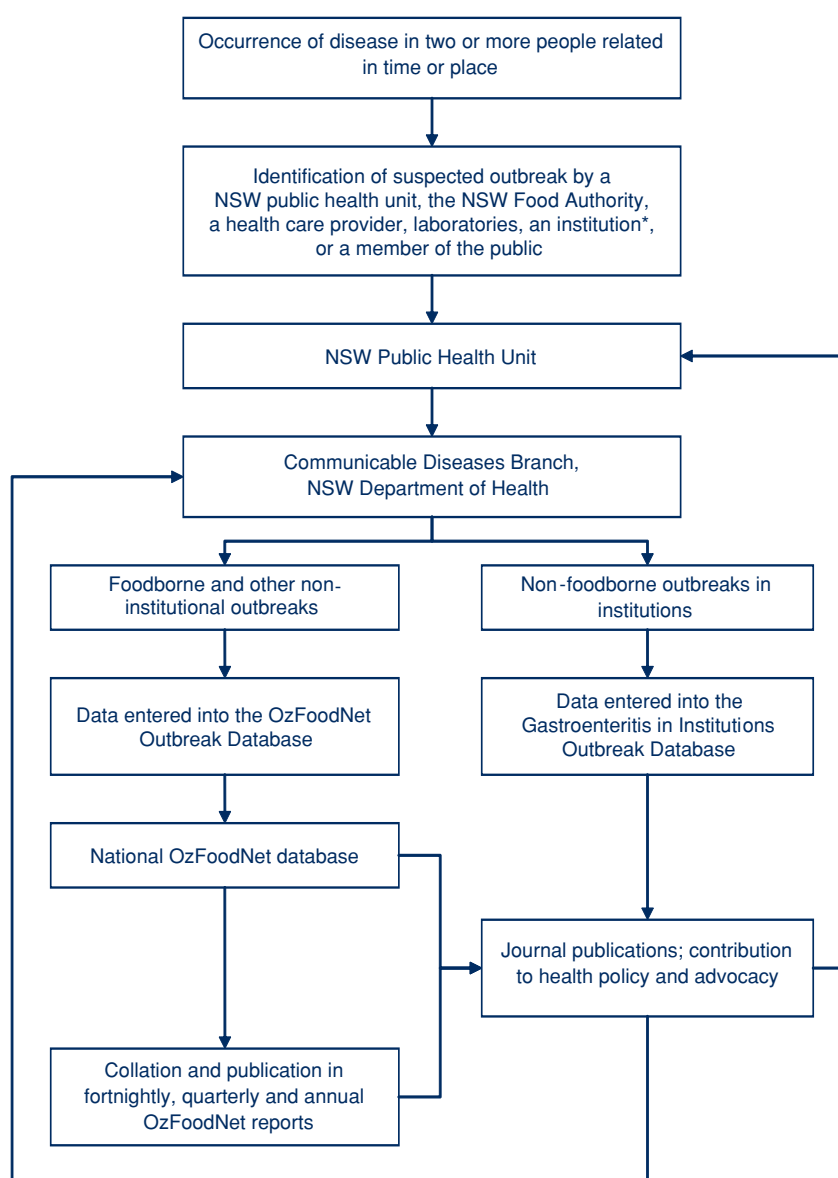 Occurrence of disease in two or more people related
in time or place
Identification of suspected outbreak by a
NSW public health unit, the NSW Food Authority,
a health care provider, laboratories, an institution*,
or a member of the public
NSW Public Health Unit
Communicable Diseases Branch,
NSW Department of Health
Foodborne and other non-
institutional outbreaks
Non-foodborne outbreaks in
institutions
Data entered into the OzFoodNet
Outbreak Database
Data entered into the
Gastroenteritis in Institutions
Outbreak Database
National OzFoodNet database
Journal publications; contribution
to health policy and advocacy
Collation and publication in
fortnightly, quarterly and annual
OzFoodNet reports